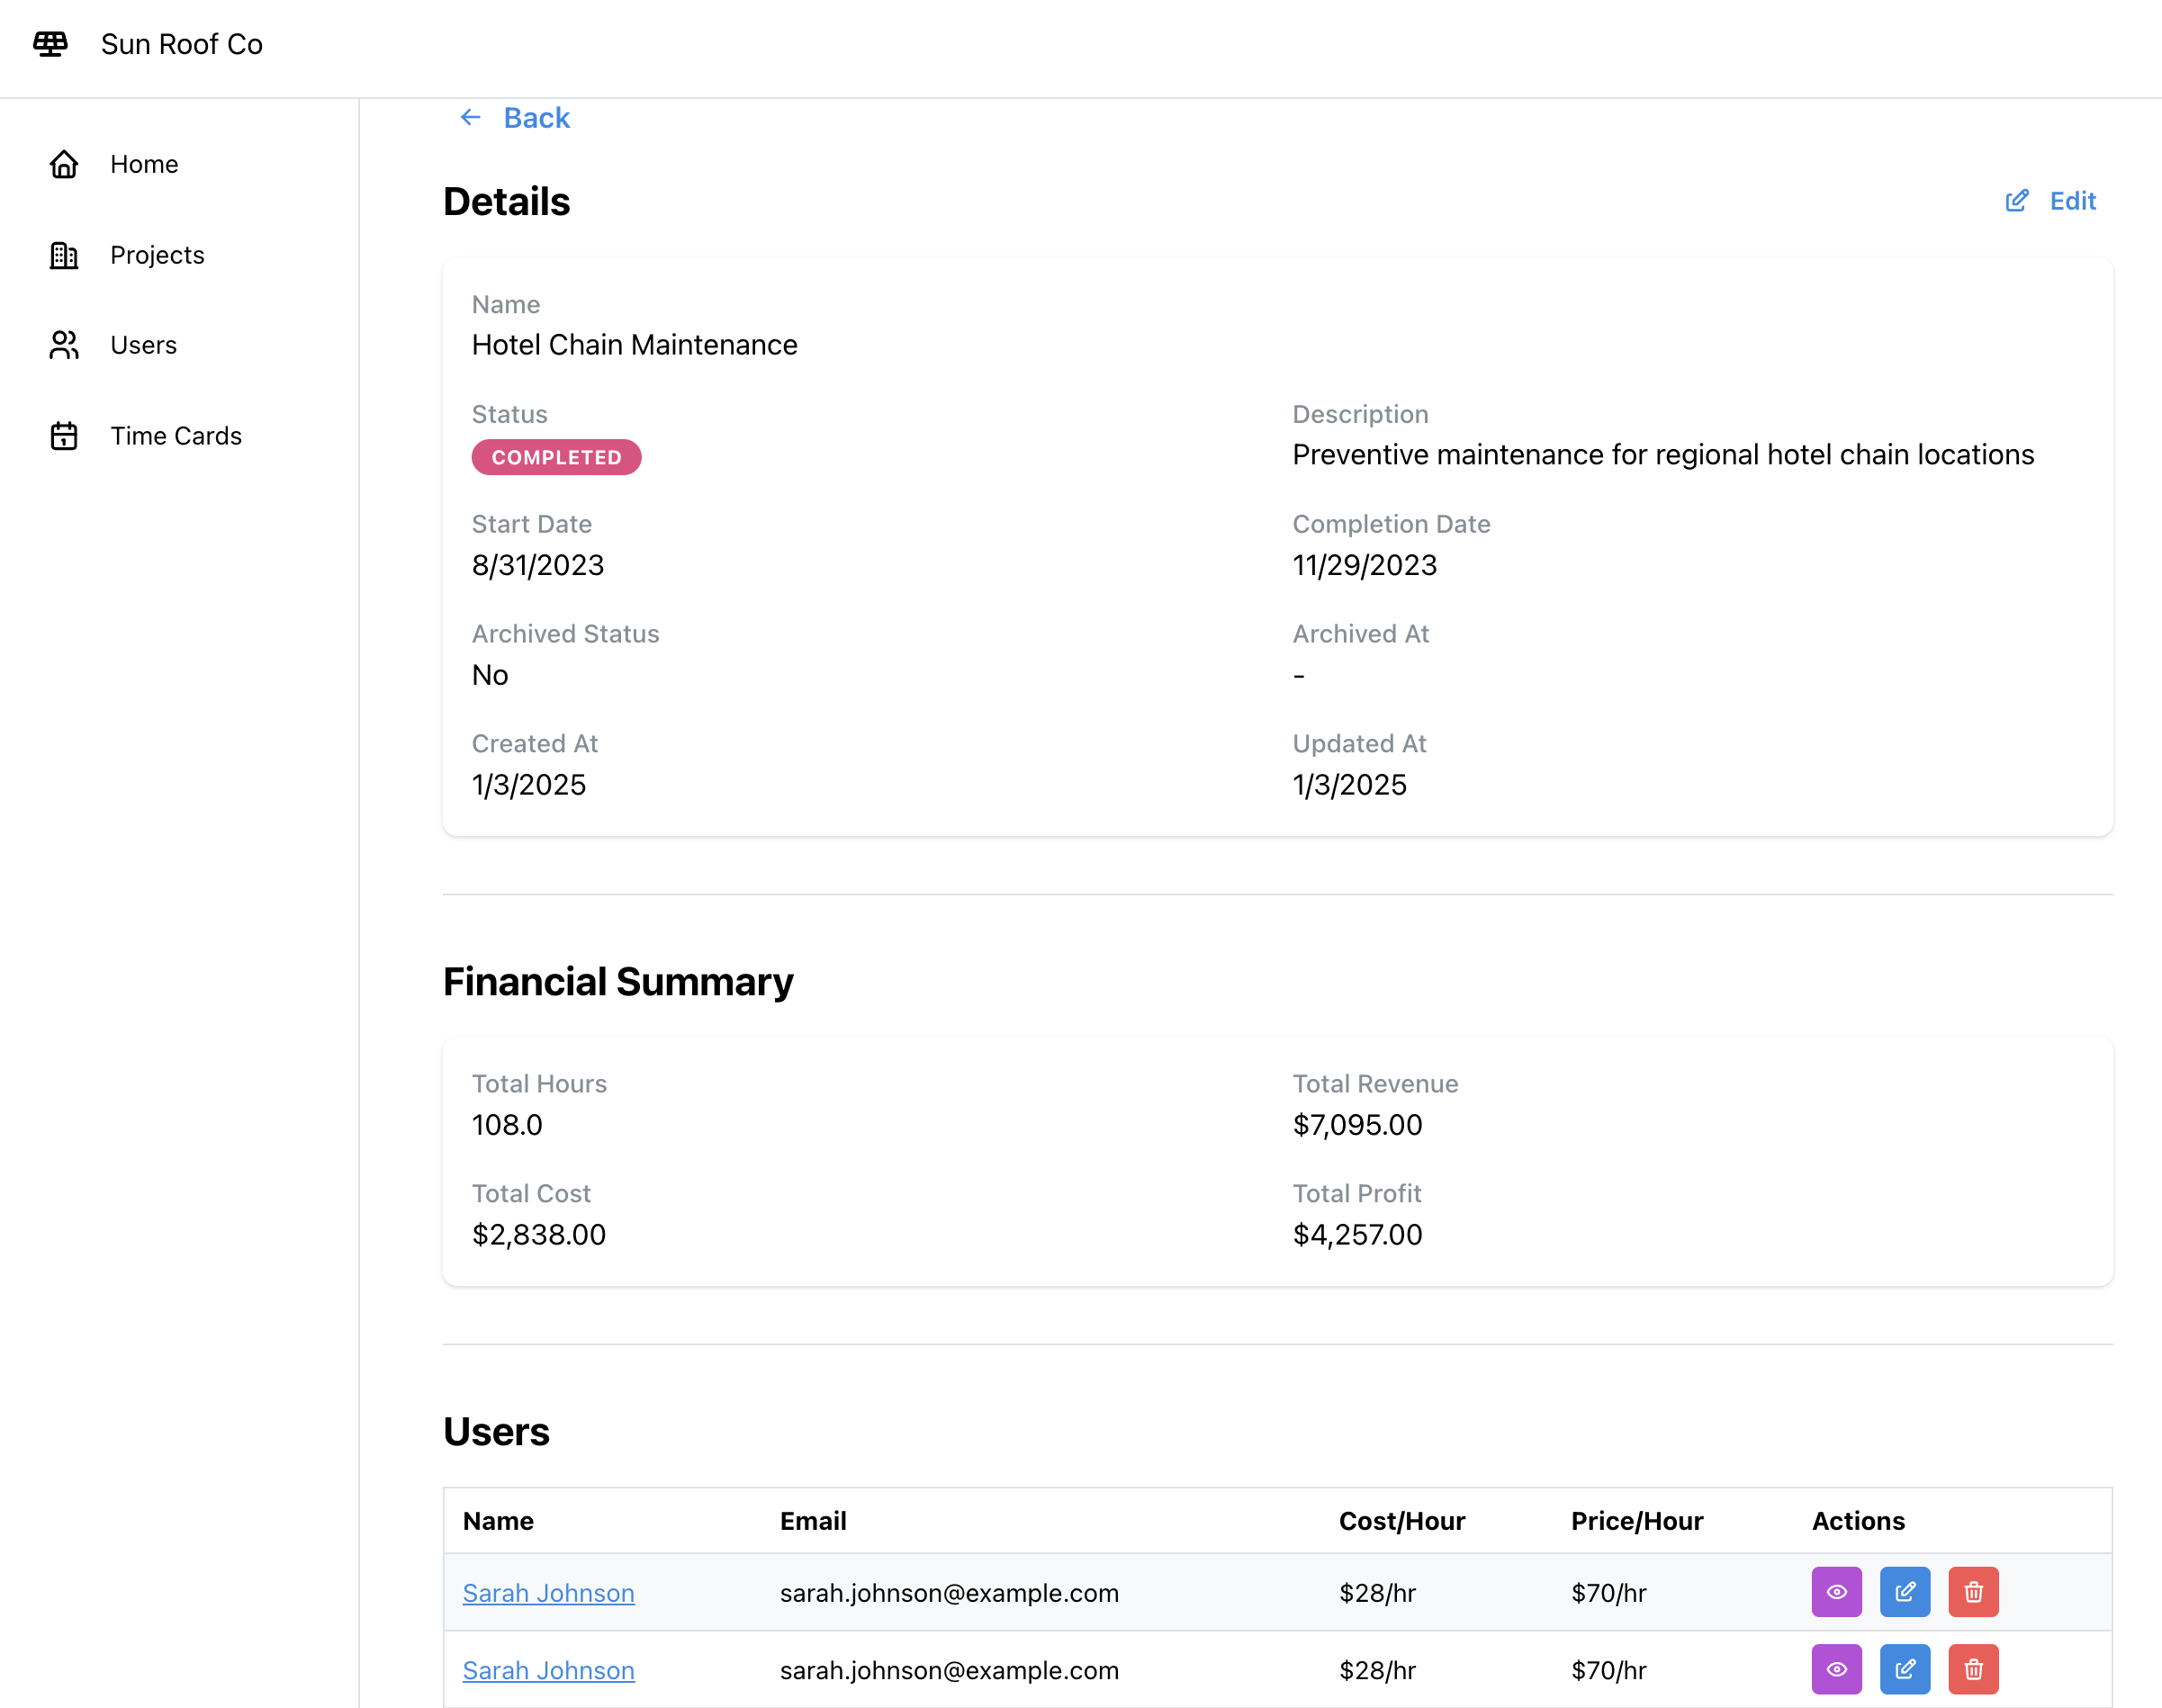 Sun Roof Co
Home
Projects
Users
Time Cards
Back
Details
Edit
Name
Hotel Chain Maintenance
Status
COMPLETED
Description
Preventive maintenance for regional hotel chain locations
Start Date
8/31/2023
Completion Date
11/29/2023
Archived Status
No
Archived At
-
Created At
1/3/2025
Updated At
1/3/2025
Financial Summary
Total Hours
108.0
Total Revenue
$7,095.00
Total Cost
$2,838.00
Total Profit
$4,257.00
Users
Name Email Cost/Hour Price/Hour Actions
Sarah Johnson sarah.johnson@example.com $28/hr $70/hr
Sarah Johnson sarah.johnson@example.com $28/hr $70/hr